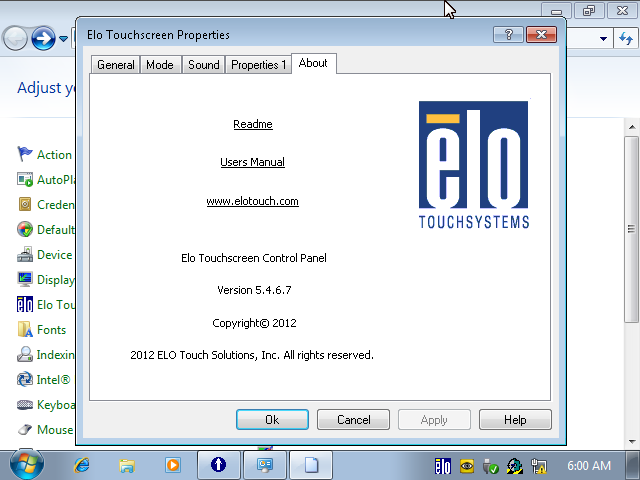 Elo Touchscreen Properties
General Mode Sound Properties 1 About
Adjust yo
Readme
Users Manual
www.elotouch.com
elo
TOUCHSYSTEMS
Elo Touchscreen Control Panel
Version 5.4.6.7
Copyright© 2012
2012 ELO Touch Solutions, Inc. All rights reserved.
Action
AutoPla
Creden
Default
Device
Display
Elo Tou
Fonts
Indexin
Intel®
Keyboa
Mouse
Ok Cancel Apply Help
6:00 AM